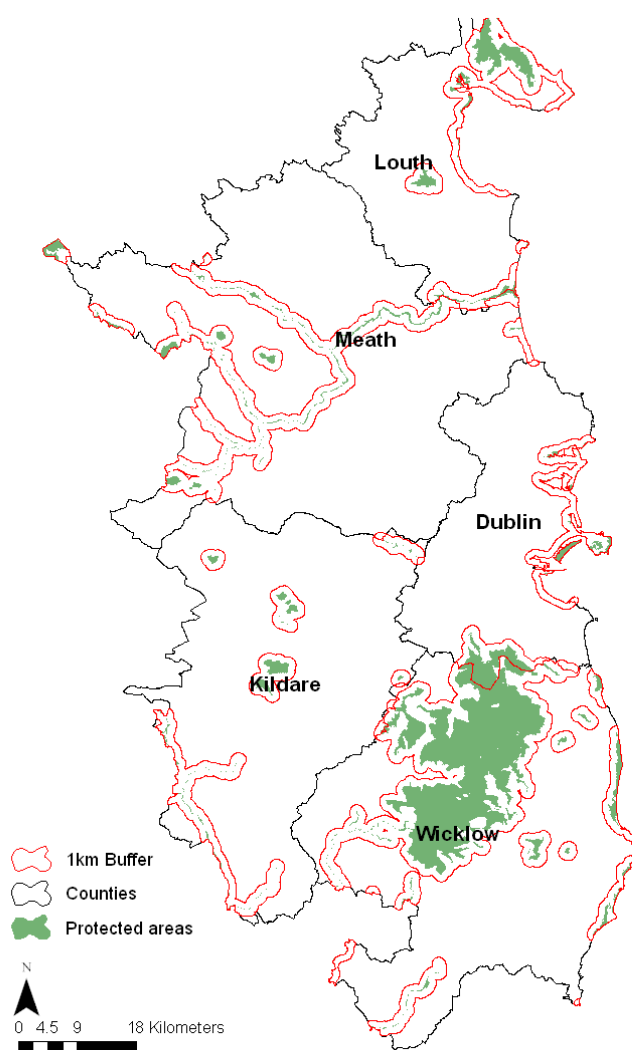 Louth
Meath
Dublin
Kildare
Wicklow
1km Buffer
Counties
Protected areas
N
0 4.5 9 18 Kilometers